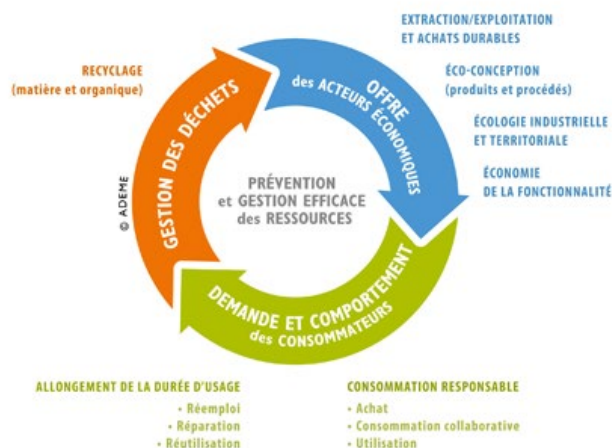 EXTRACTION/EXPLOITATION
ET ACHATS DURABLES
RECYCLAGE
(matière et organique)
ÉCO-CONCEPTION
(produits et procédés)
ÉCOLOGIE INDUSTRIELLE
ET TERRITORIALE
ÉCONOMIE
DE LA FONCTIONNALITÉ
OFFRE
des ACTEURS ÉCONOMIQUES
GESTION DES DÉCHETS
© ADEME
PRÉVENTION
et GESTION EFFICACE
des RESSOURCES
DEMANDE ET COMPORTEMENT
des CONSOMMATEURS
ALLONGEMENT DE LA DURÉE D'USAGE
• Réemploi
• Réparation
• Réutilisation
CONSOMMATION RESPONSABLE
• Achat
• Consommation collaborative
• Utilisation